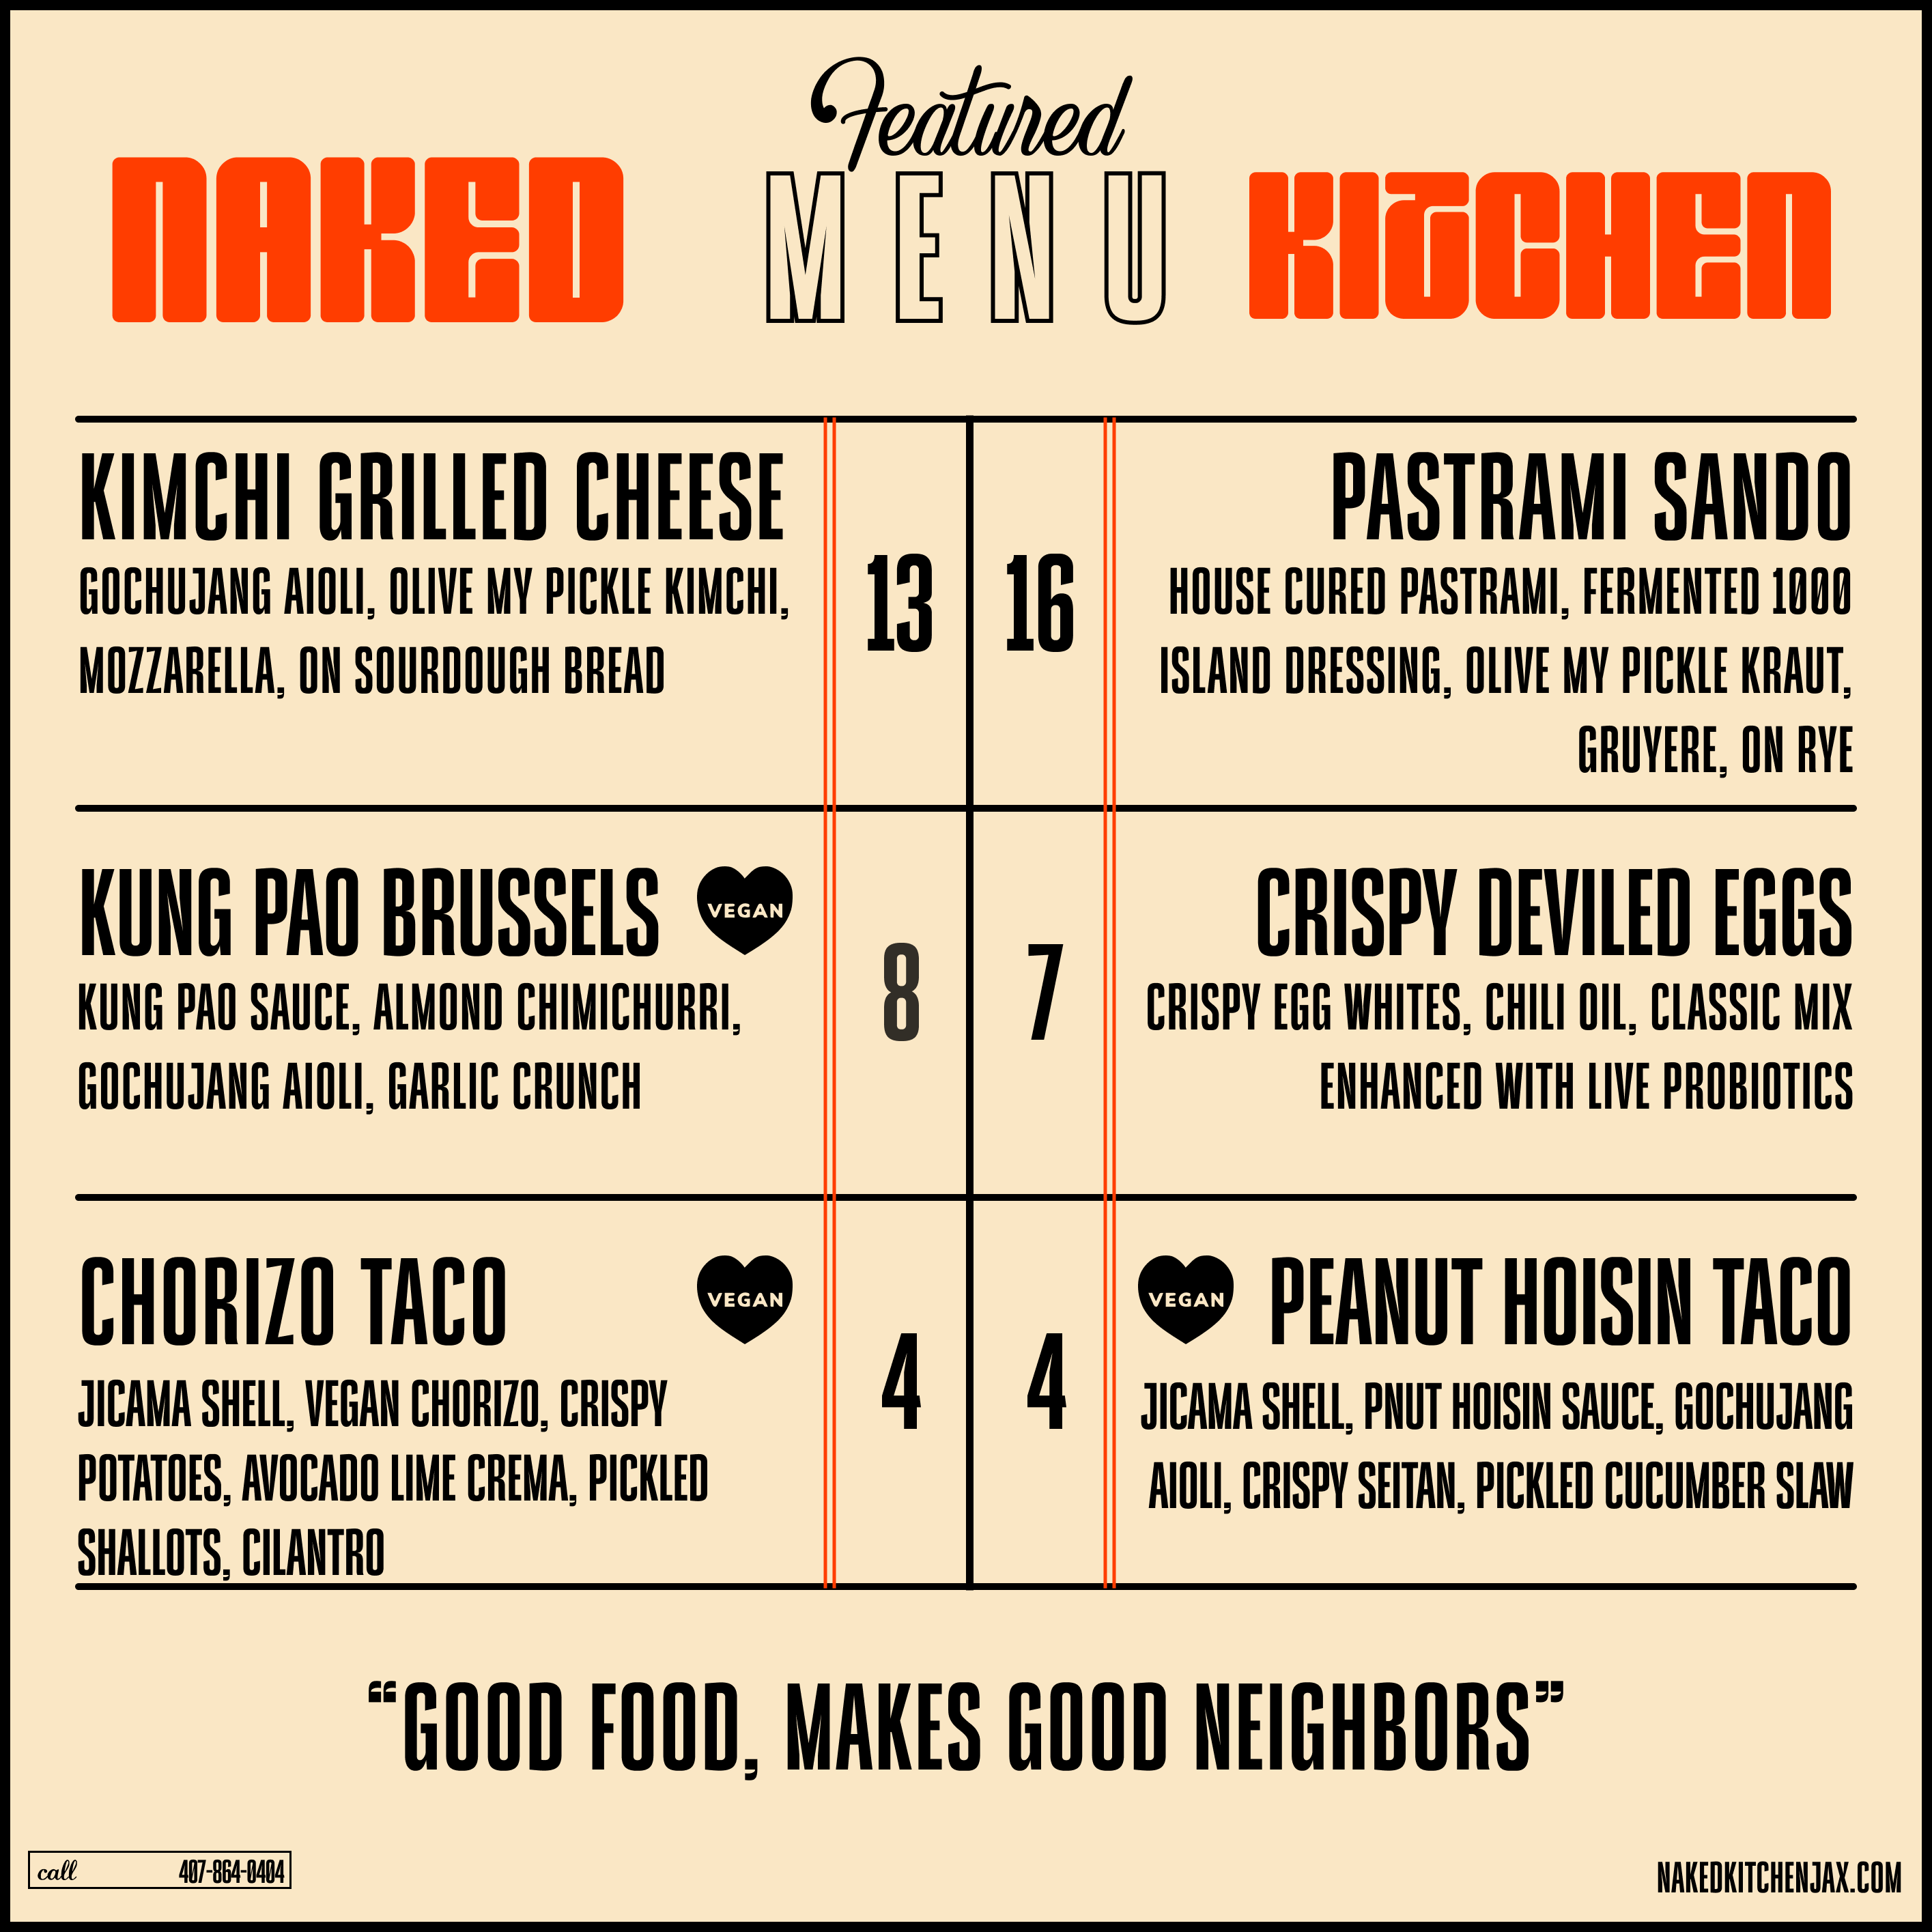 Featured
NAKED MENU KITCHEN
KIMCHI GRILLED CHEESE
GOCHUJANG AIOLI, OLIVE MY PICKLE KIMCHI,
MOZZARELLA, ON SOURDOUGH BREAD
13
16
PASTRAMI SANDO
HOUSE CURED PASTRAMI, FERMENTED 1000
ISLAND DRESSING, OLIVE MY PICKLE KRAUT,
GRUYERE, ON RYE
KUNG PAO BRUSSELS VEGAN
KUNG PAO SAUCE, ALMOND CHIMICHURRI,
GOCHUJANG AIOLI, GARLIC CRUNCH
8
7
CRISPY DEVILED EGGS
CRISPY EGG WHITES, CHILI OIL, CLASSIC MIX
ENHANCED WITH LIVE PROBIOTICS
CHORIZO TACO VEGAN
JICAMA SHELL, VEGAN CHORIZO, CRISPY
POTATOES, AVOCADO LIME CREMA, PICKLED
SHALLOTS, CILANTRO
4
4
VEGAN PEANUT HOISIN TACO
JICAMA SHELL, PNUT HOISIN SAUCE, GOCHUJANG
AIOLI, CRISPY SEITAN, PICKLED CUCUMBER SLAW
“GOOD FOOD, MAKES GOOD NEIGHBORS”
call 407-864-0404
NAKEDKITCHENJAX.COM